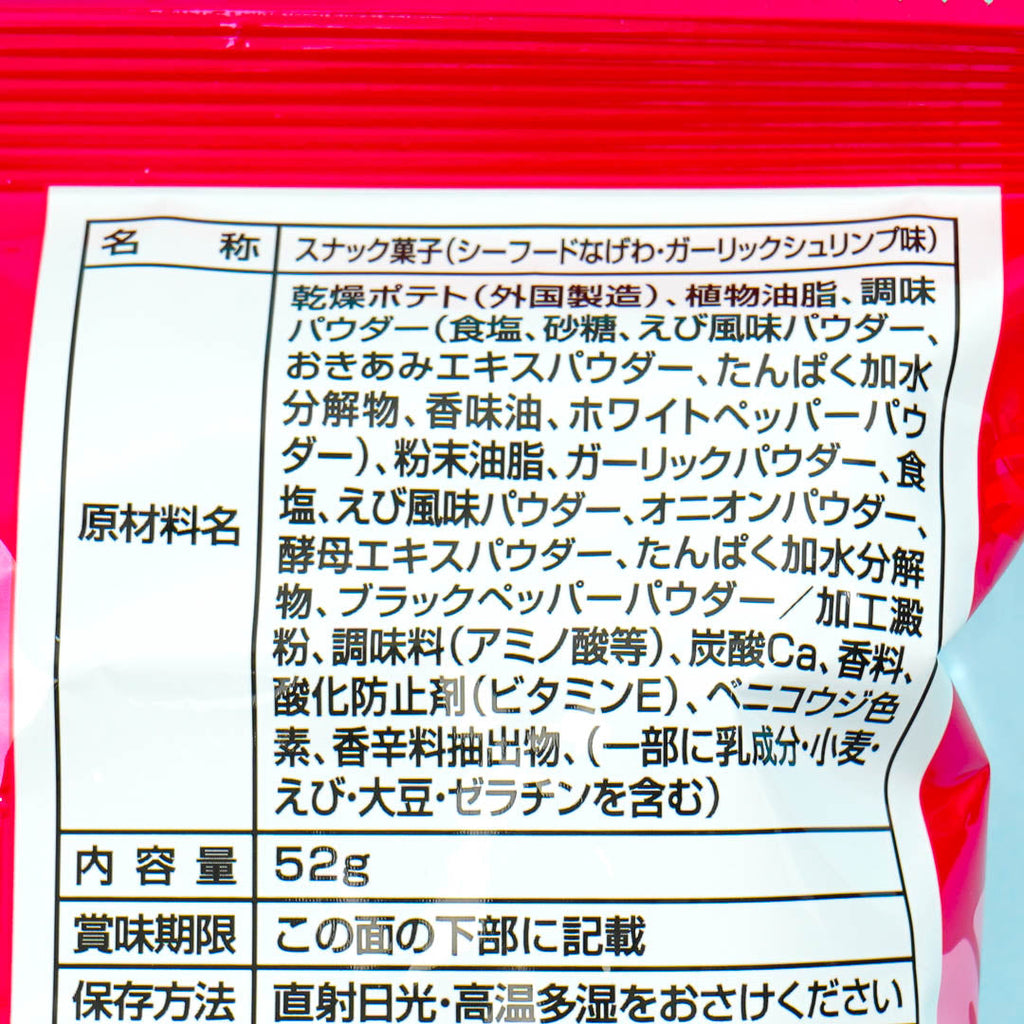 名称 スナック菓子(シーフードなげわ・ガーリックシュリンプ味)
原材料名
乾燥ポテト(外国製造)、植物油脂、調味
パウダー(食塩、砂糖、えび風味パウダー、
おきあみエキスパウダー、たんぱく加水
分解物、香味油、ホワイトペッパーパウ
ダー)、粉末油脂、ガーリックパウダー、食
塩、えび風味パウダー、オニオンパウダー、
酵母エキスパウダー、たんぱく加水分解
物、ブラックペッパーパウダー/加工澱
粉、調味料(アミノ酸等)、炭酸Ca、香料、
酸化防止剤(ビタミンE)、ベニコウジ色
素、香辛料抽出物、(一部に乳成分・小麦・
えび・大豆・ゼラチンを含む)
内容量 52g
賞味期限 この面の下部に記載
保存方法 直射日光・高温多湿をおさけください